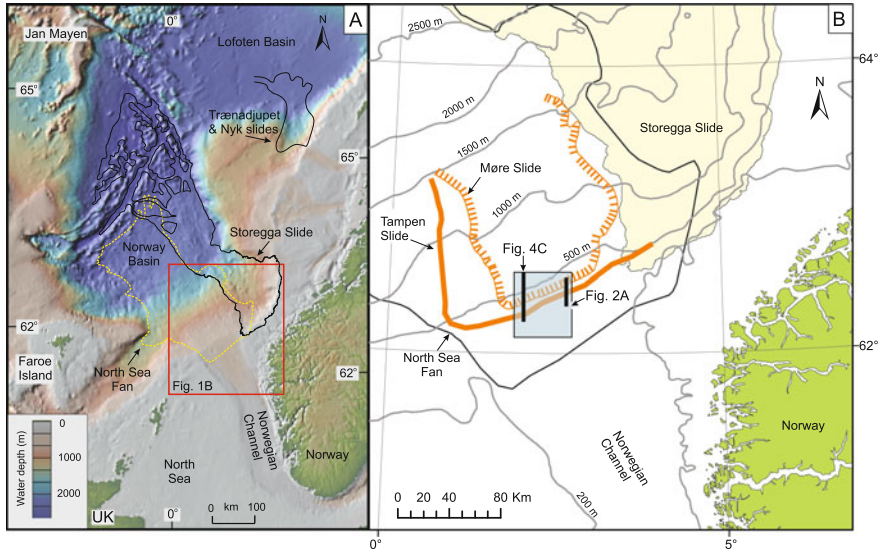 A
Jan Mayen
0°
Lofoten Basin
N
65°
Trænadjupet
& Nyk slides
65°
Storegga Slide
Norway
Basin
62°
Faroe
Island
North Sea
Fan
Fig. 1B
62°
Norwegian
Channel
Norway
North
Sea
0
1000
2000
Water depth (m)
UK
0°
0 km 100
B
2500 m
64°
2000 m
N
Storegga Slide
1500 m
Møre Slide
1000 m
Tampen
Slide
Fig. 4C
500 m
Fig. 2A
North Sea
Fan
62°
Norwegian
Channel
Norway
200 m
0 20 40 80 Km
0°
5°